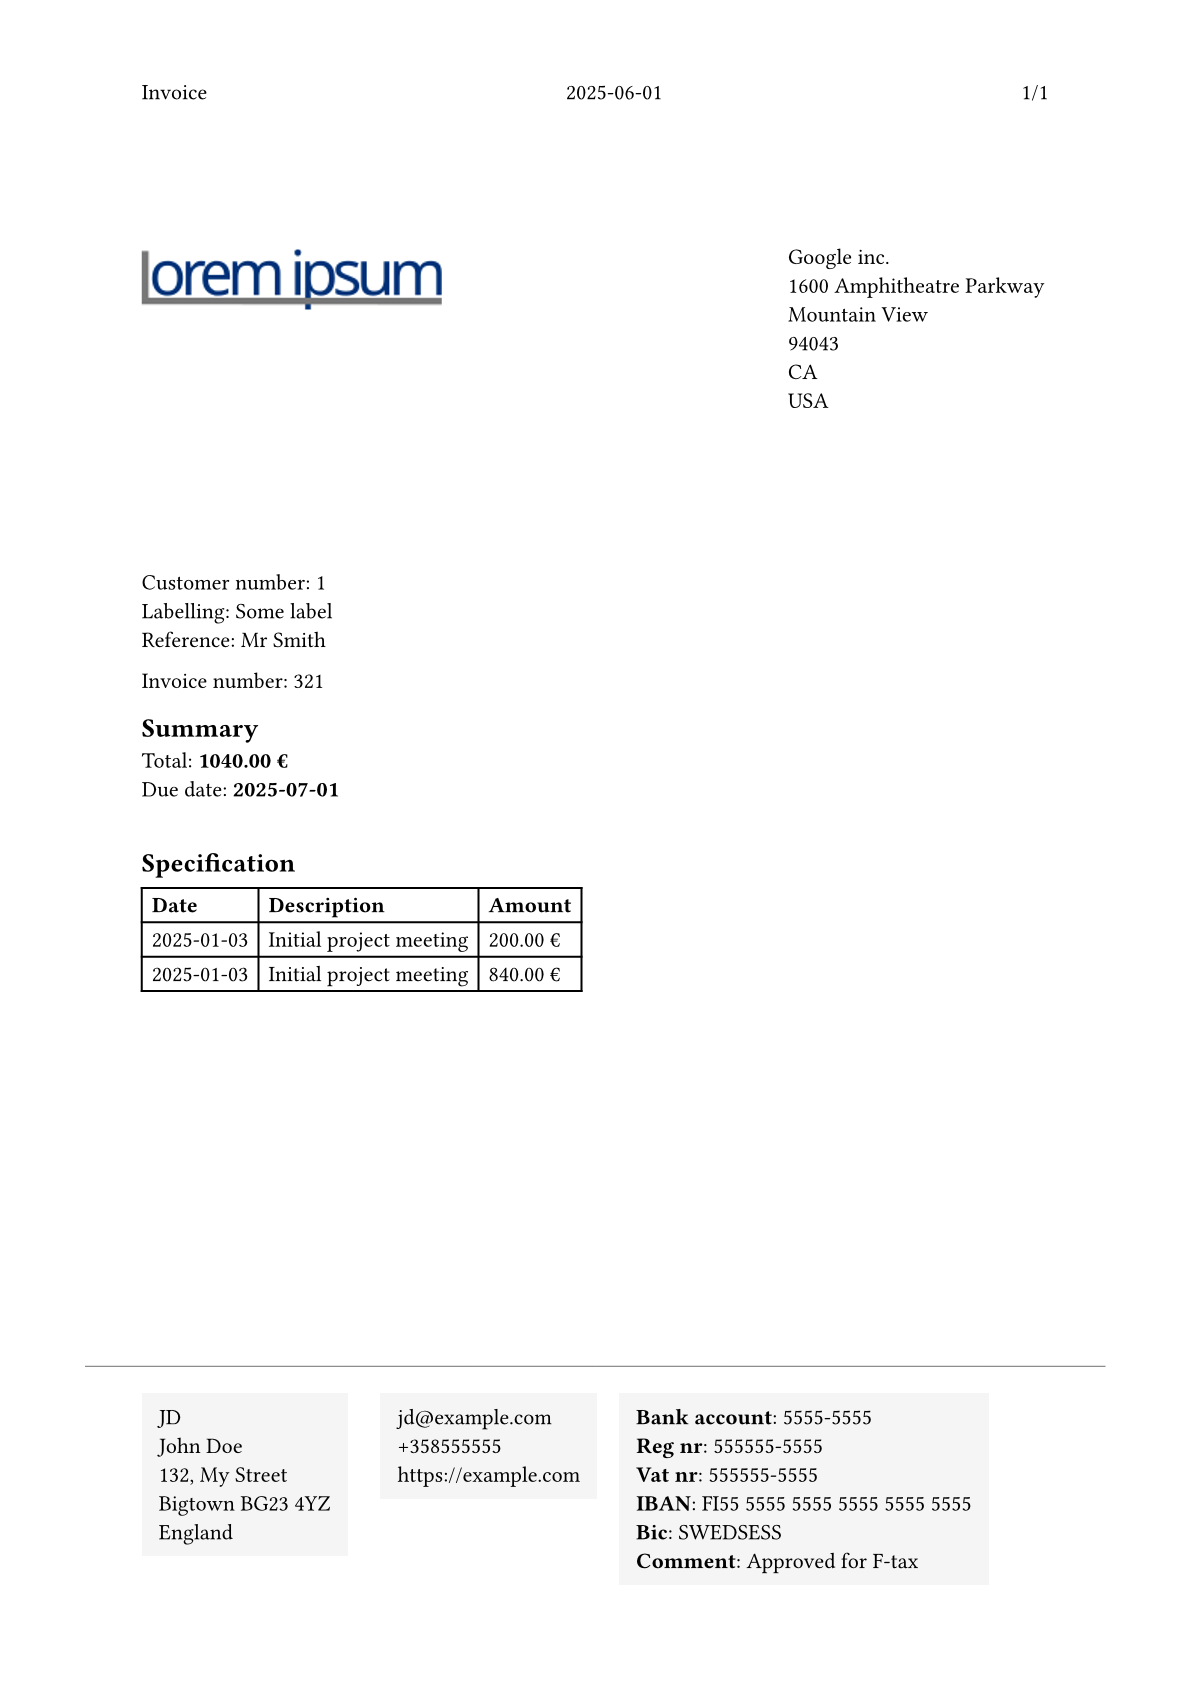 Invoice 2025-06-01 1/1
lorem ipsum
Google inc.
1600 Amphitheatre Parkway
Mountain View
94043
CA
USA
Customer number: 1
Labelling: Some label
Reference: Mr Smith
Invoice number: 321
Summary
Total: 1040.00 €
Due date: 2025-07-01
Specification
Date Description Amount
2025-01-03 Initial project meeting 200.00 €
2025-01-03 Initial project meeting 840.00 €
JD
John Doe
132, My Street
Bigtown BG23 4YZ
England
jd@example.com
+358555555
https://example.com
Bank account: 5555-5555
Reg nr: 555555-5555
Vat nr: 555555-5555
IBAN: FI55 5555 5555 5555 5555 5555
Bic: SWEDSESS
Comment: Approved for F-tax